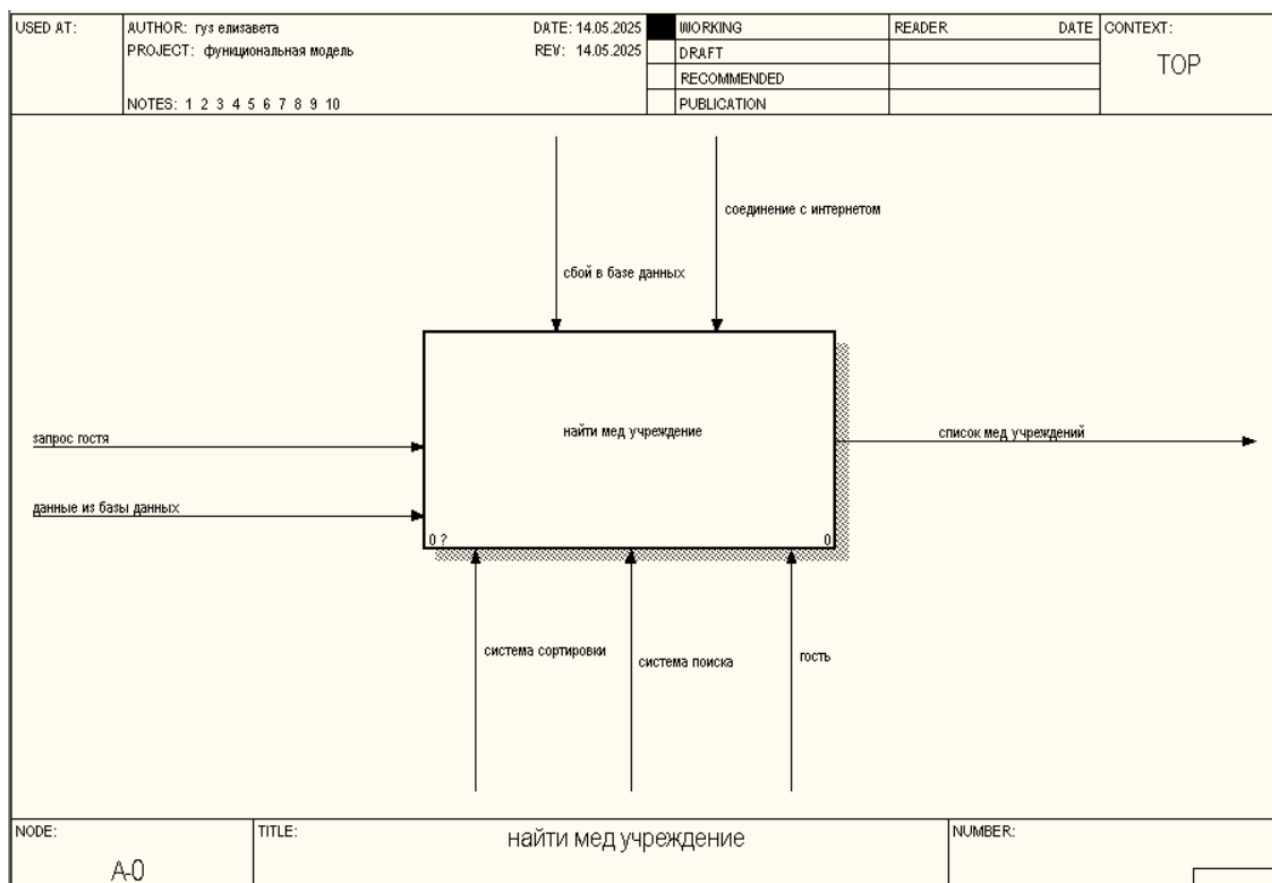 USED AT:
AUTHOR: гуз елизавета
DATE: 14.05.2025
PROJECT: функциональная модель
REV: 14.05.2025
NOTES: 1 2 3 4 5 6 7 8 9 10
WORKING
DRAFT
RECOMMENDED
PUBLICATION
READER DATE
CONTEXT:
TOP
соединение с интернетом
сбой в базе данных
найти мед учреждение
запрос гостя
список мед учреждений
данные из базы данных
0 ? 0
система сортировки
система поиска
гость
NODE:
A-0
TITLE:
найти мед учреждение
NUMBER: